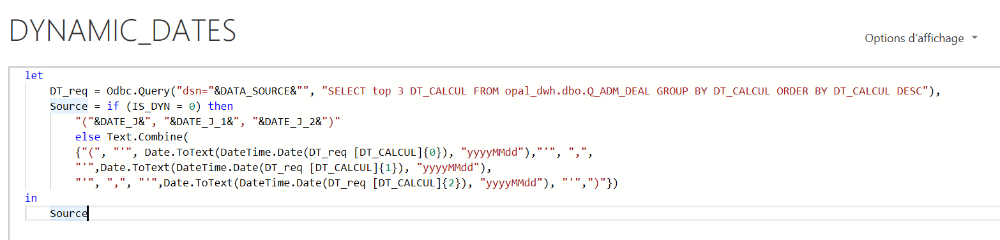 DYNAMIC_DATES
Options d’affichage
let
DT_req = Odbc.Query("dsn="&DATA_SOURCE&"", "SELECT top 3 DT_CALCUL FROM opal_dwh.dbo.Q_ADM_DEAL GROUP BY DT_CALCUL ORDER BY DT_CALCUL DESC"),
Source = if (IS_DYN = 0) then
"("&DATE_J&", "&DATE_J_1&", "&DATE_J_2&")"
else Text.Combine(
{"(", "'", Date.ToText(DateTime.Date(DT_req [DT_CALCUL]{0}), "yyyyMMdd"),"'", ",",
"'",Date.ToText(DateTime.Date(DT_req [DT_CALCUL]{1}), "yyyyMMdd"),
"'", ",", "'",Date.ToText(DateTime.Date(DT_req [DT_CALCUL]{2}), "yyyyMMdd"), "'",")"})
in
Source